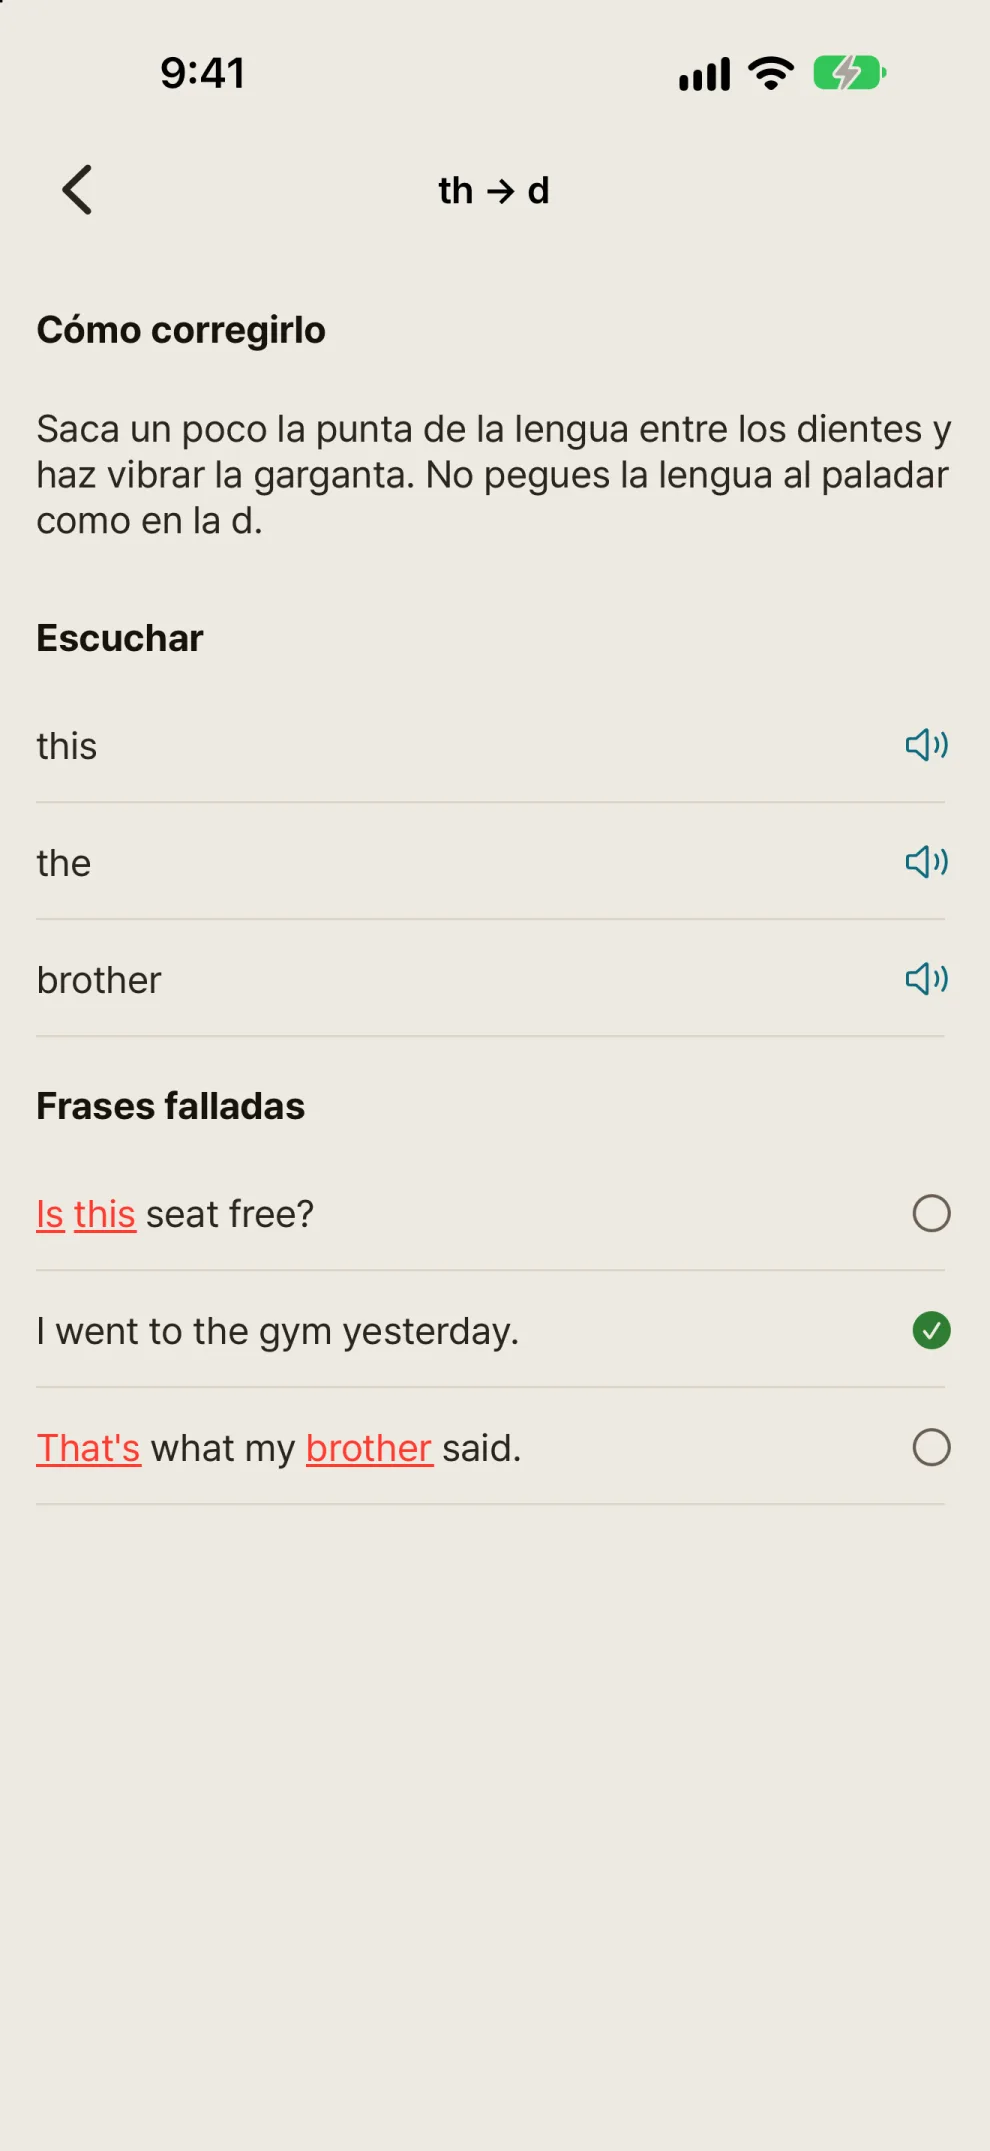 9:41
th → d
Cómo corregirlo
Saca un poco la punta de la lengua entre los dientes y
haz vibrar la garganta. No pegues la lengua al paladar
como en la d.
Escuchar
this
the
brother
Frases falladas
Is this seat free?
I went to the gym yesterday.
That's what my brother said.